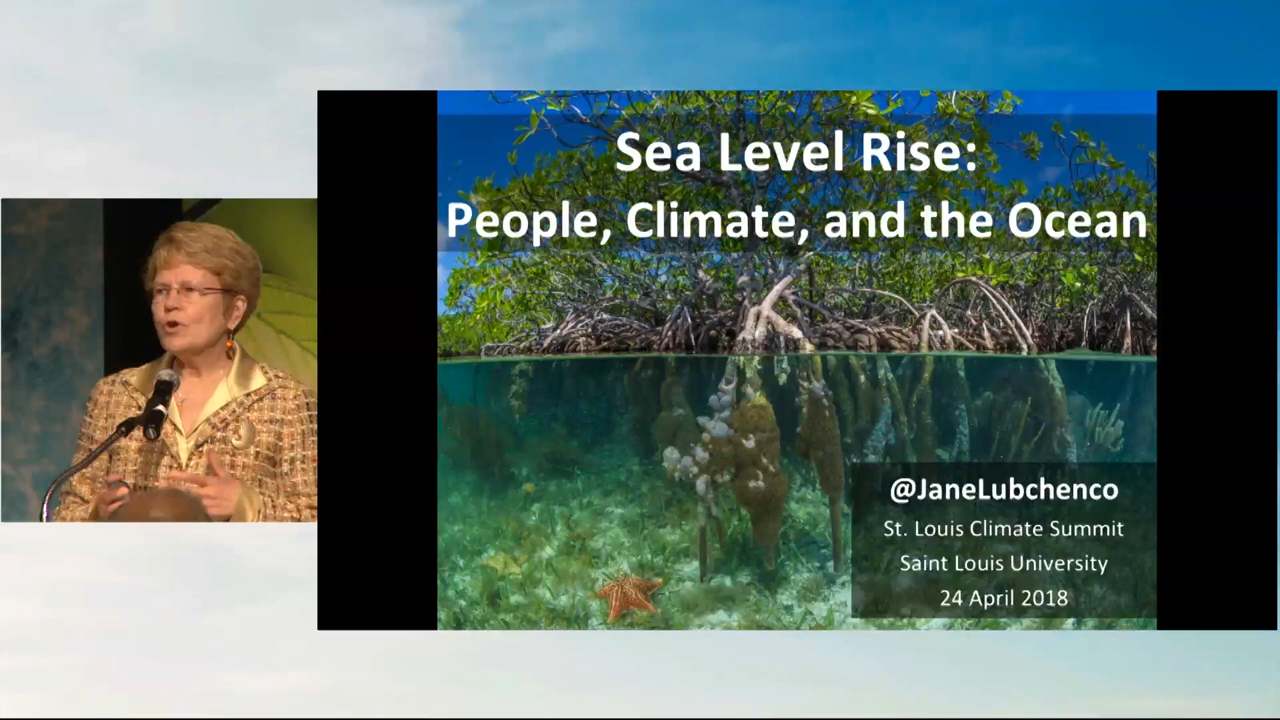 Sea Level Rise:
People, Climate, and the Ocean
@JaneLubchenco
St. Louis Climate Summit
Saint Louis University
24 April 2018